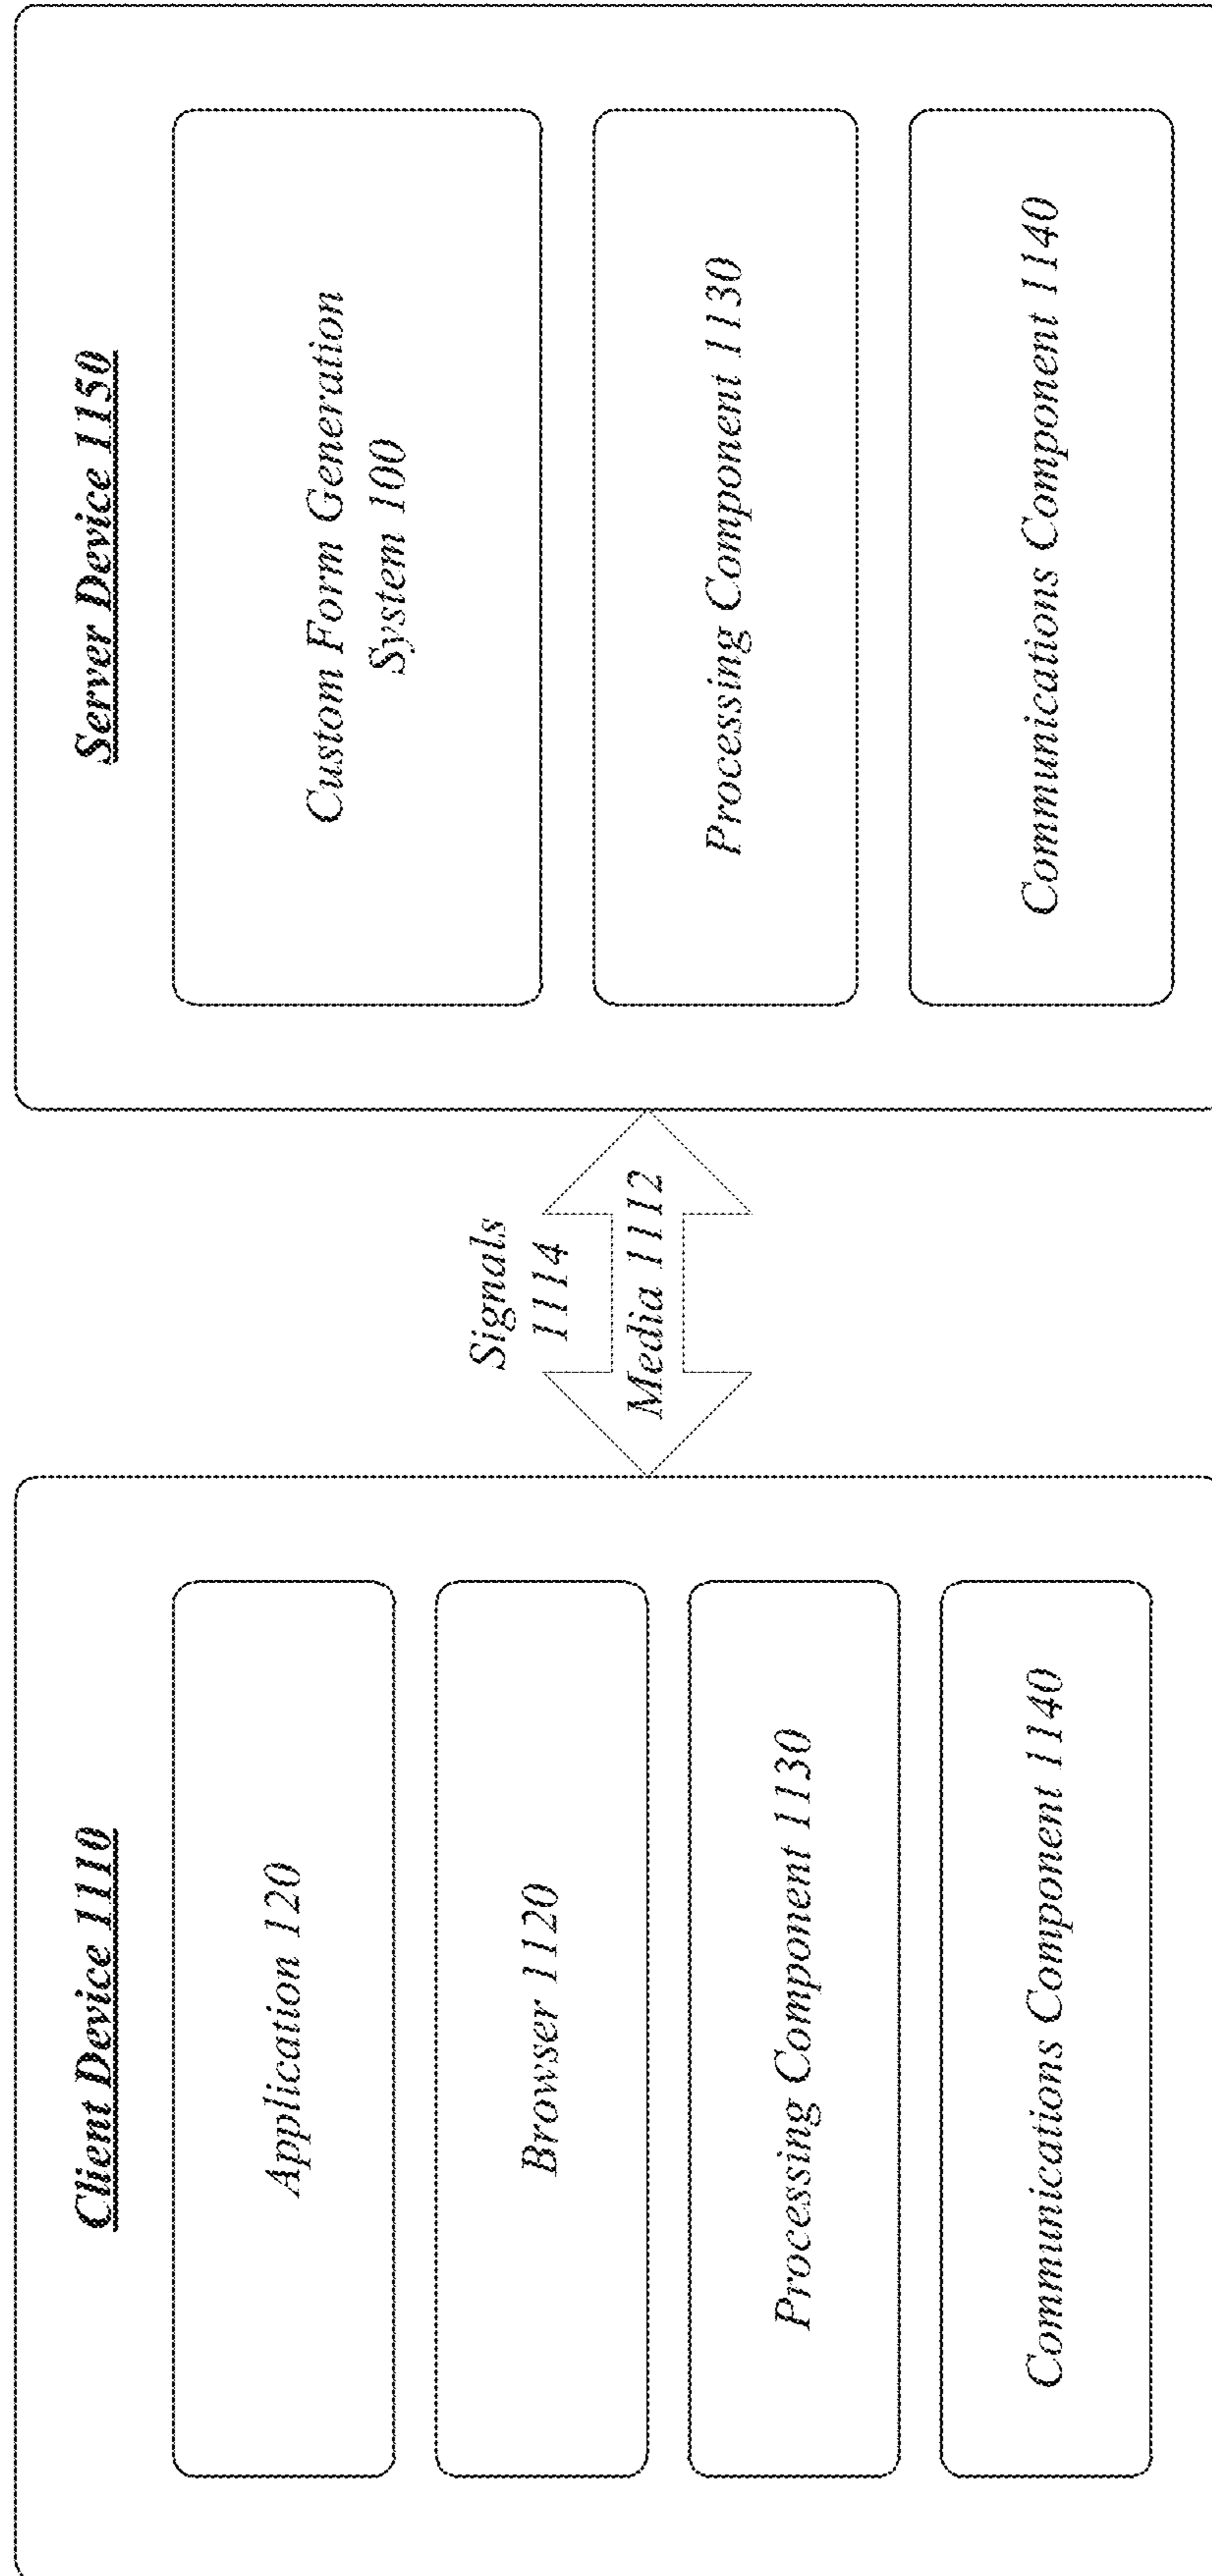 Client Device 1110
Application 120
Browser 1120
Processing Component 1130
Communications Component 1140
Signals
1114
Media 1112
Server Device 1150
Custom Form Generation
System 100
Processing Component 1130
Communications Component 1140